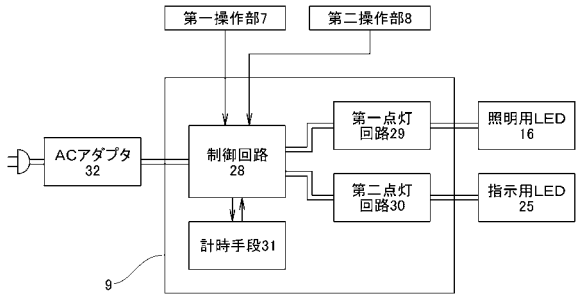 第一操作部7
第二操作部8
ACアダプタ
32
制御回路
28
第一点灯
回路29
照明用LED
16
第二点灯
回路30
指示用LED
25
計時手段31
9